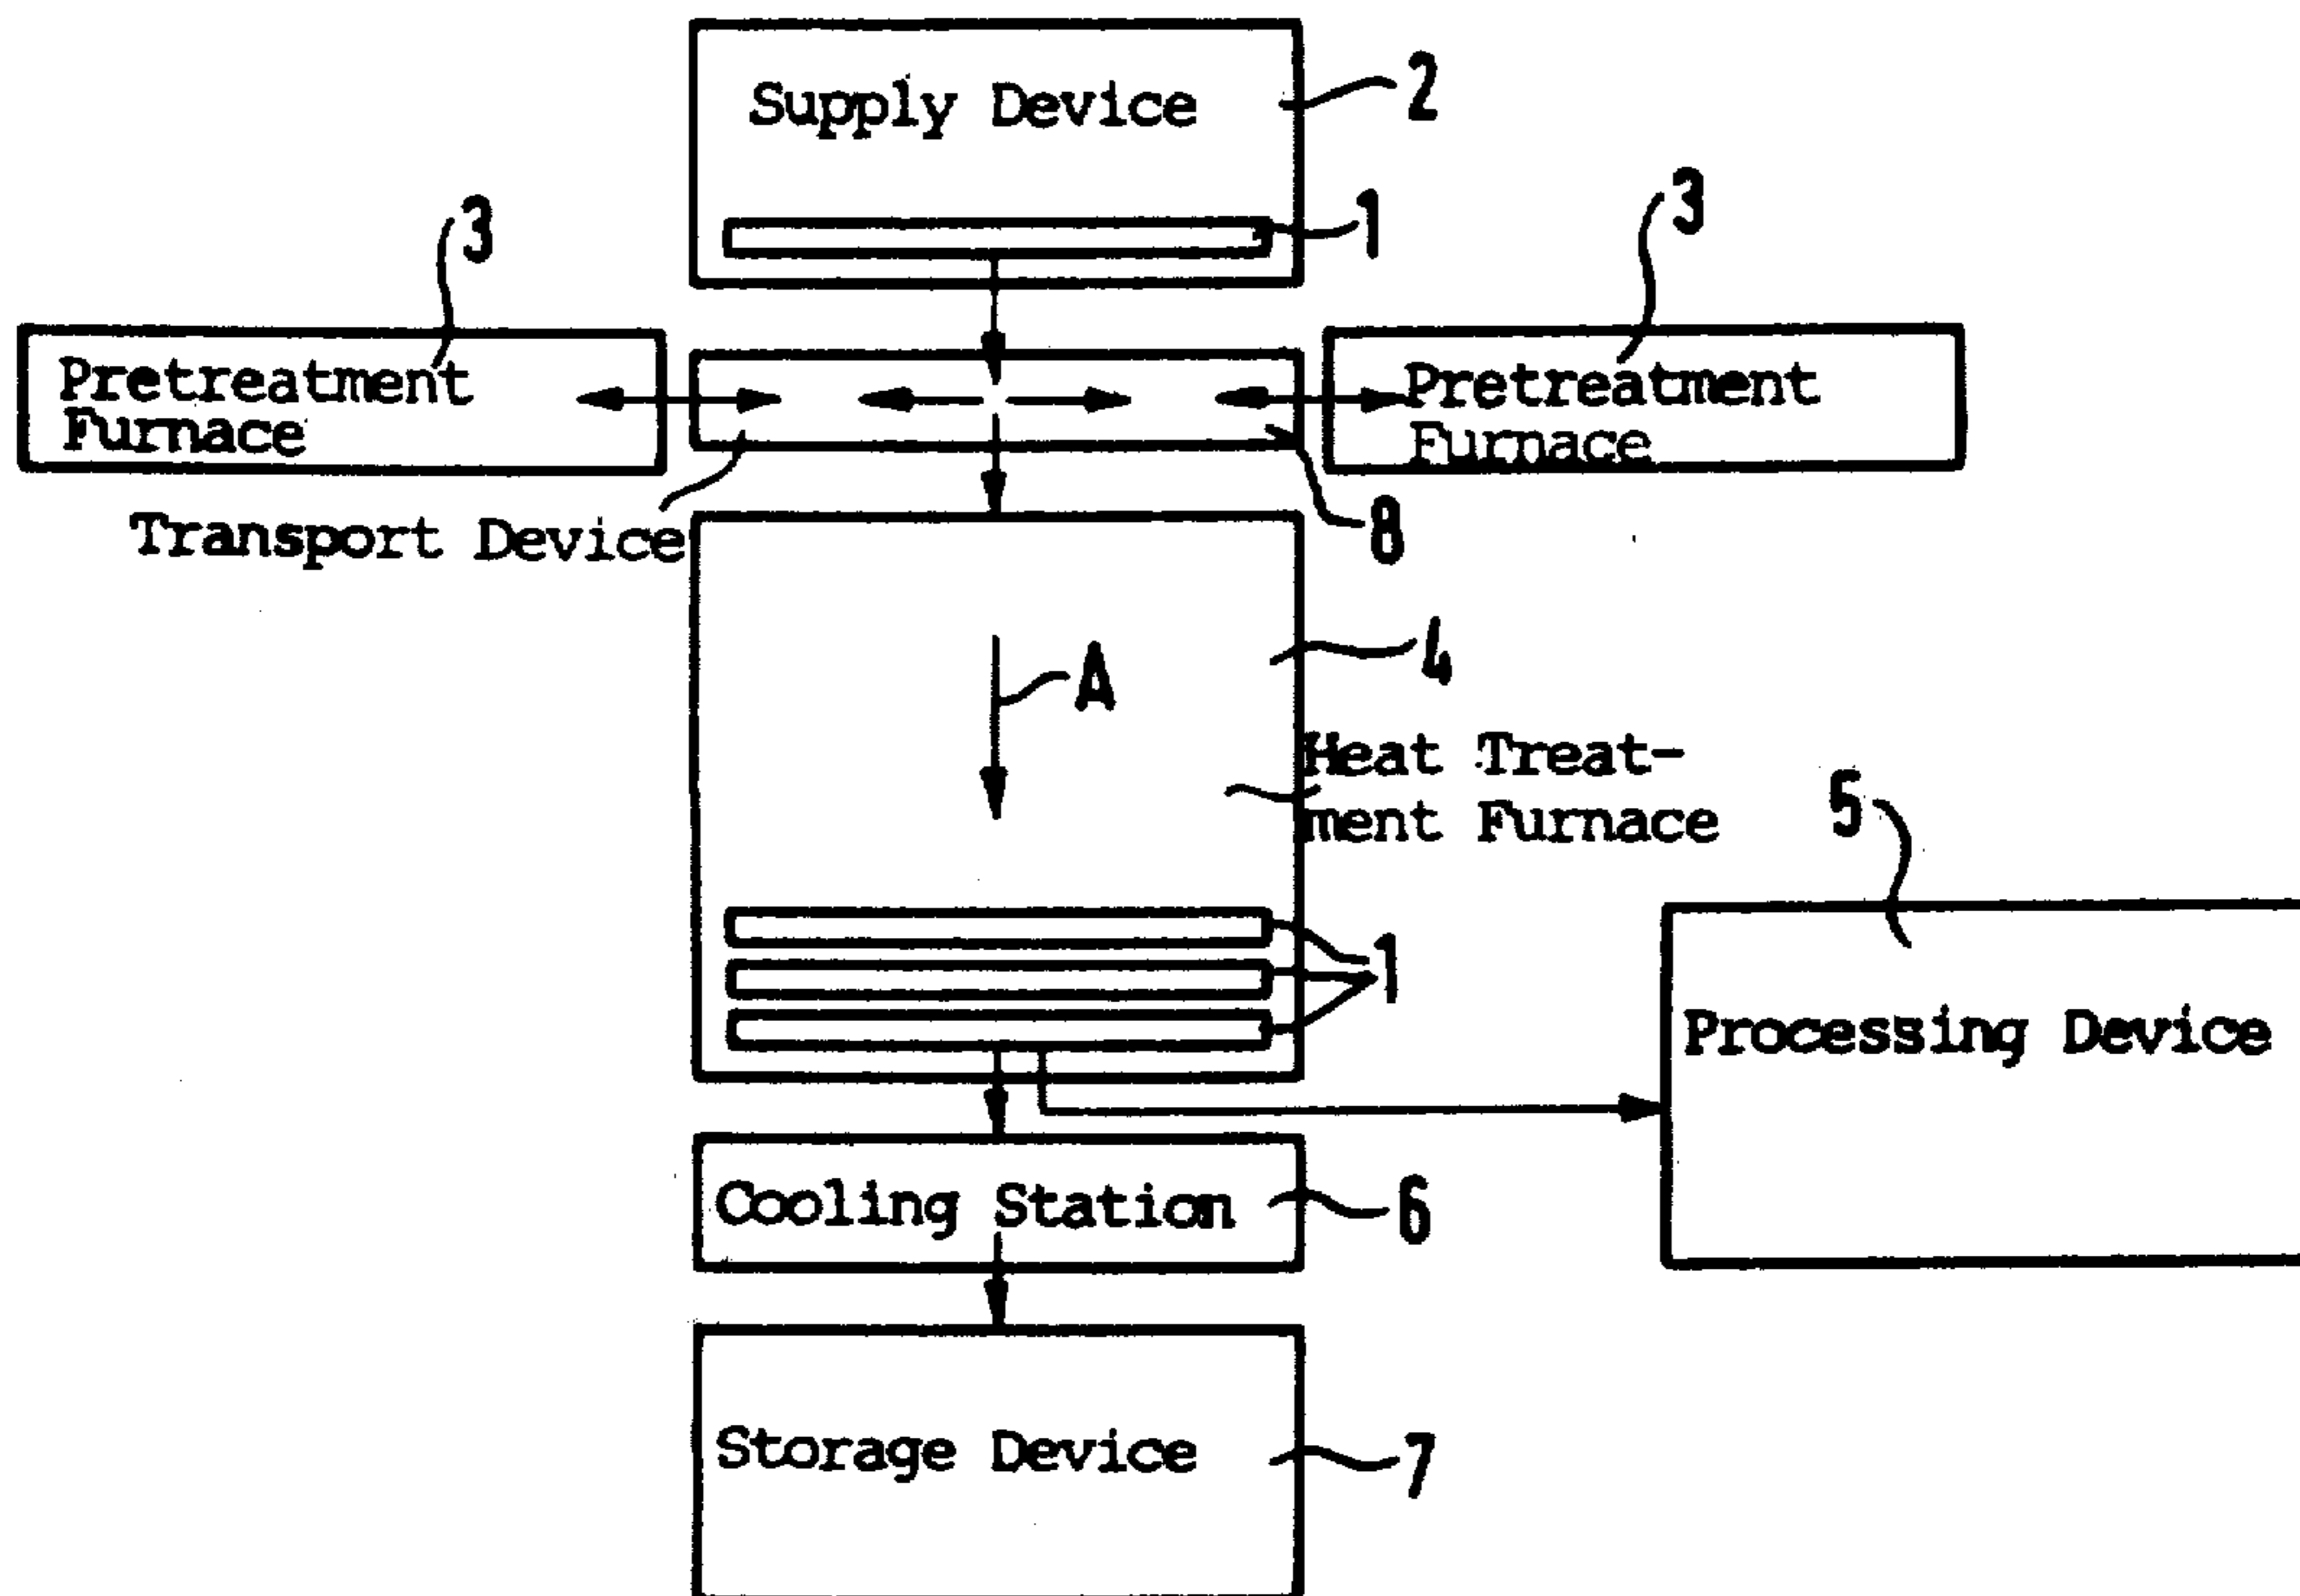 Supply Device
2
1
3
3
Pretreatment
Furnace
Pretreatment
Furnace
Transport Device
8
A
4
Heat Treat-
ment Furnace
5
1
Processing Device
Cooling Station
6
Storage Device
7